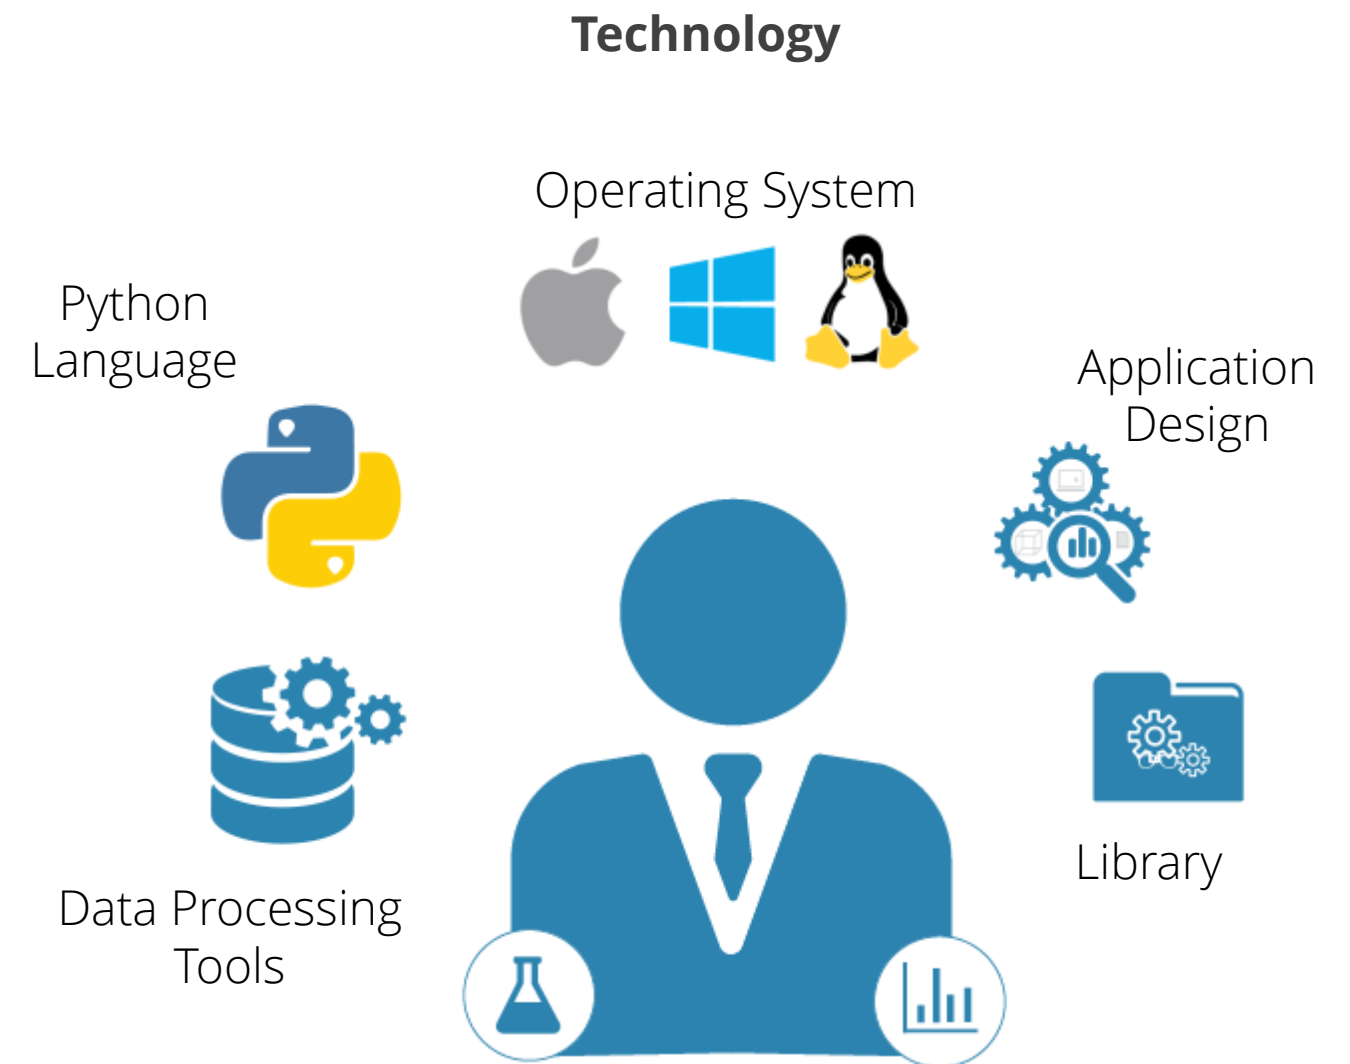 Technology
Operating System
Python
Language
Application
Design
Library
Data Processing
Tools